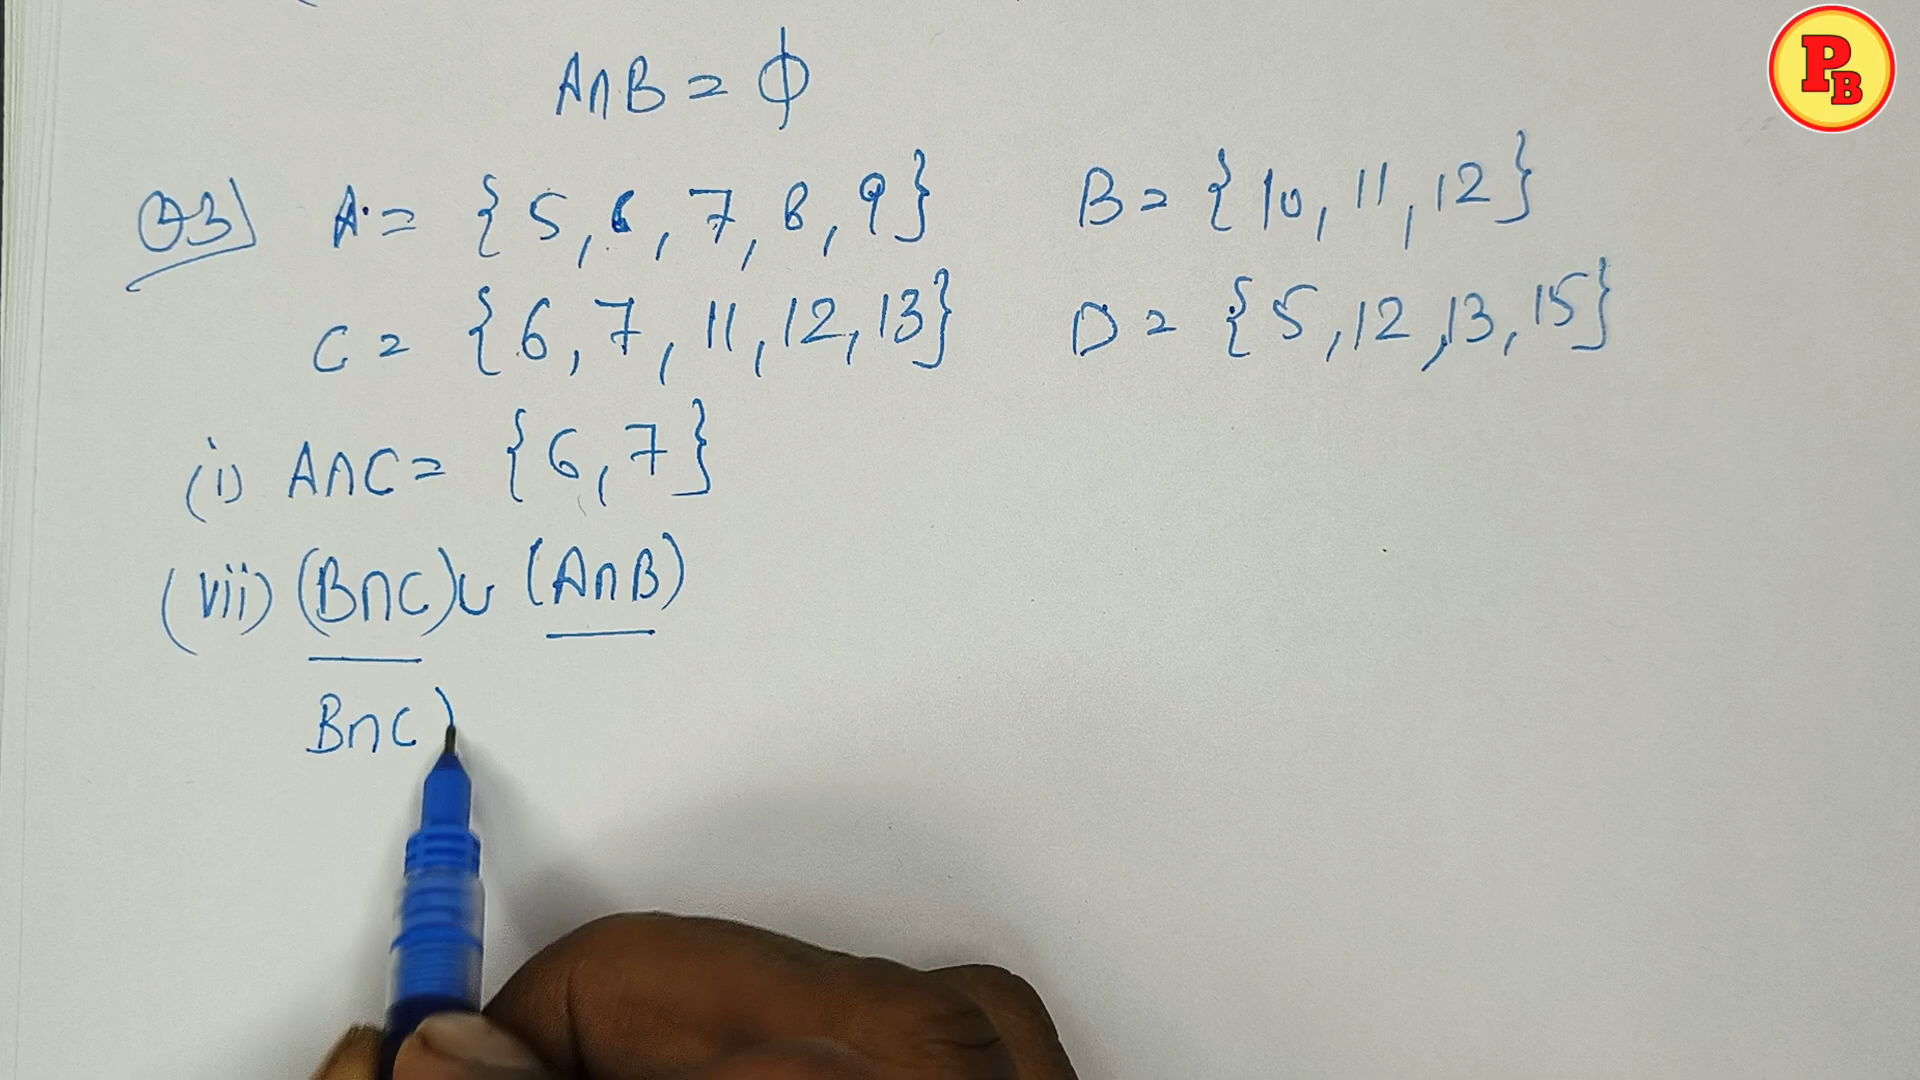 A∩B = ϕ
Q3) A = {5, 6, 7, 8, 9} B = {10, 11, 12}
C = {6, 7, 11, 12, 13} D = {5, 12, 13, 15}
(i) A∩C = {6, 7}
(vii) (B∩C)∪ (A∩B)
B∩C )
PB